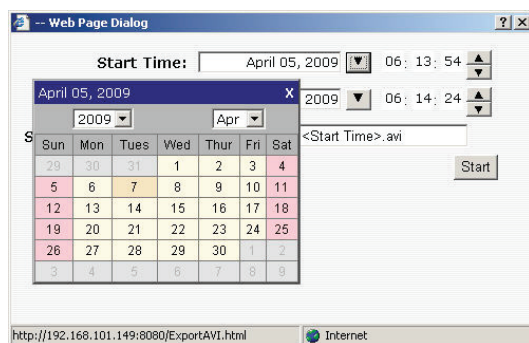 -- Web Page Dialog ? x
Start Time: April 05, 2009 06: 13: 54
April 05, 2009 X
2009 06: 14: 24
2009 Apr
S <Start Time>.avi
Sun Mon Tues Wed Thur Fri Sat
29 30 31 1 2 3 4
Start
5 6 7 8 9 10 11
12 13 14 15 16 17 18
19 20 21 22 23 24 25
26 27 28 29 30 1 2
3 4 5 6 7 8 9
http://192.168.101.149:8080/ExportAVI.html Internet